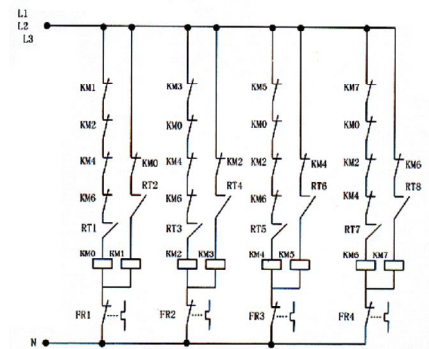 L1
L2
L3
KM1 KM3 KM5 KM7
KM2 KM0 KM0 KM0
KM4 KM0 KM4 KM2 KM2 KM4 KM2 KM6
RT2 RT4 RT6 RT8
KM6 KM6 KM6 KM4
RT1 RT3 RT5 RT7
KM0 KM1 KM2 KM3 KM4 KM5 KM6 KM7
FR1 FR2 FR3 FR4
N